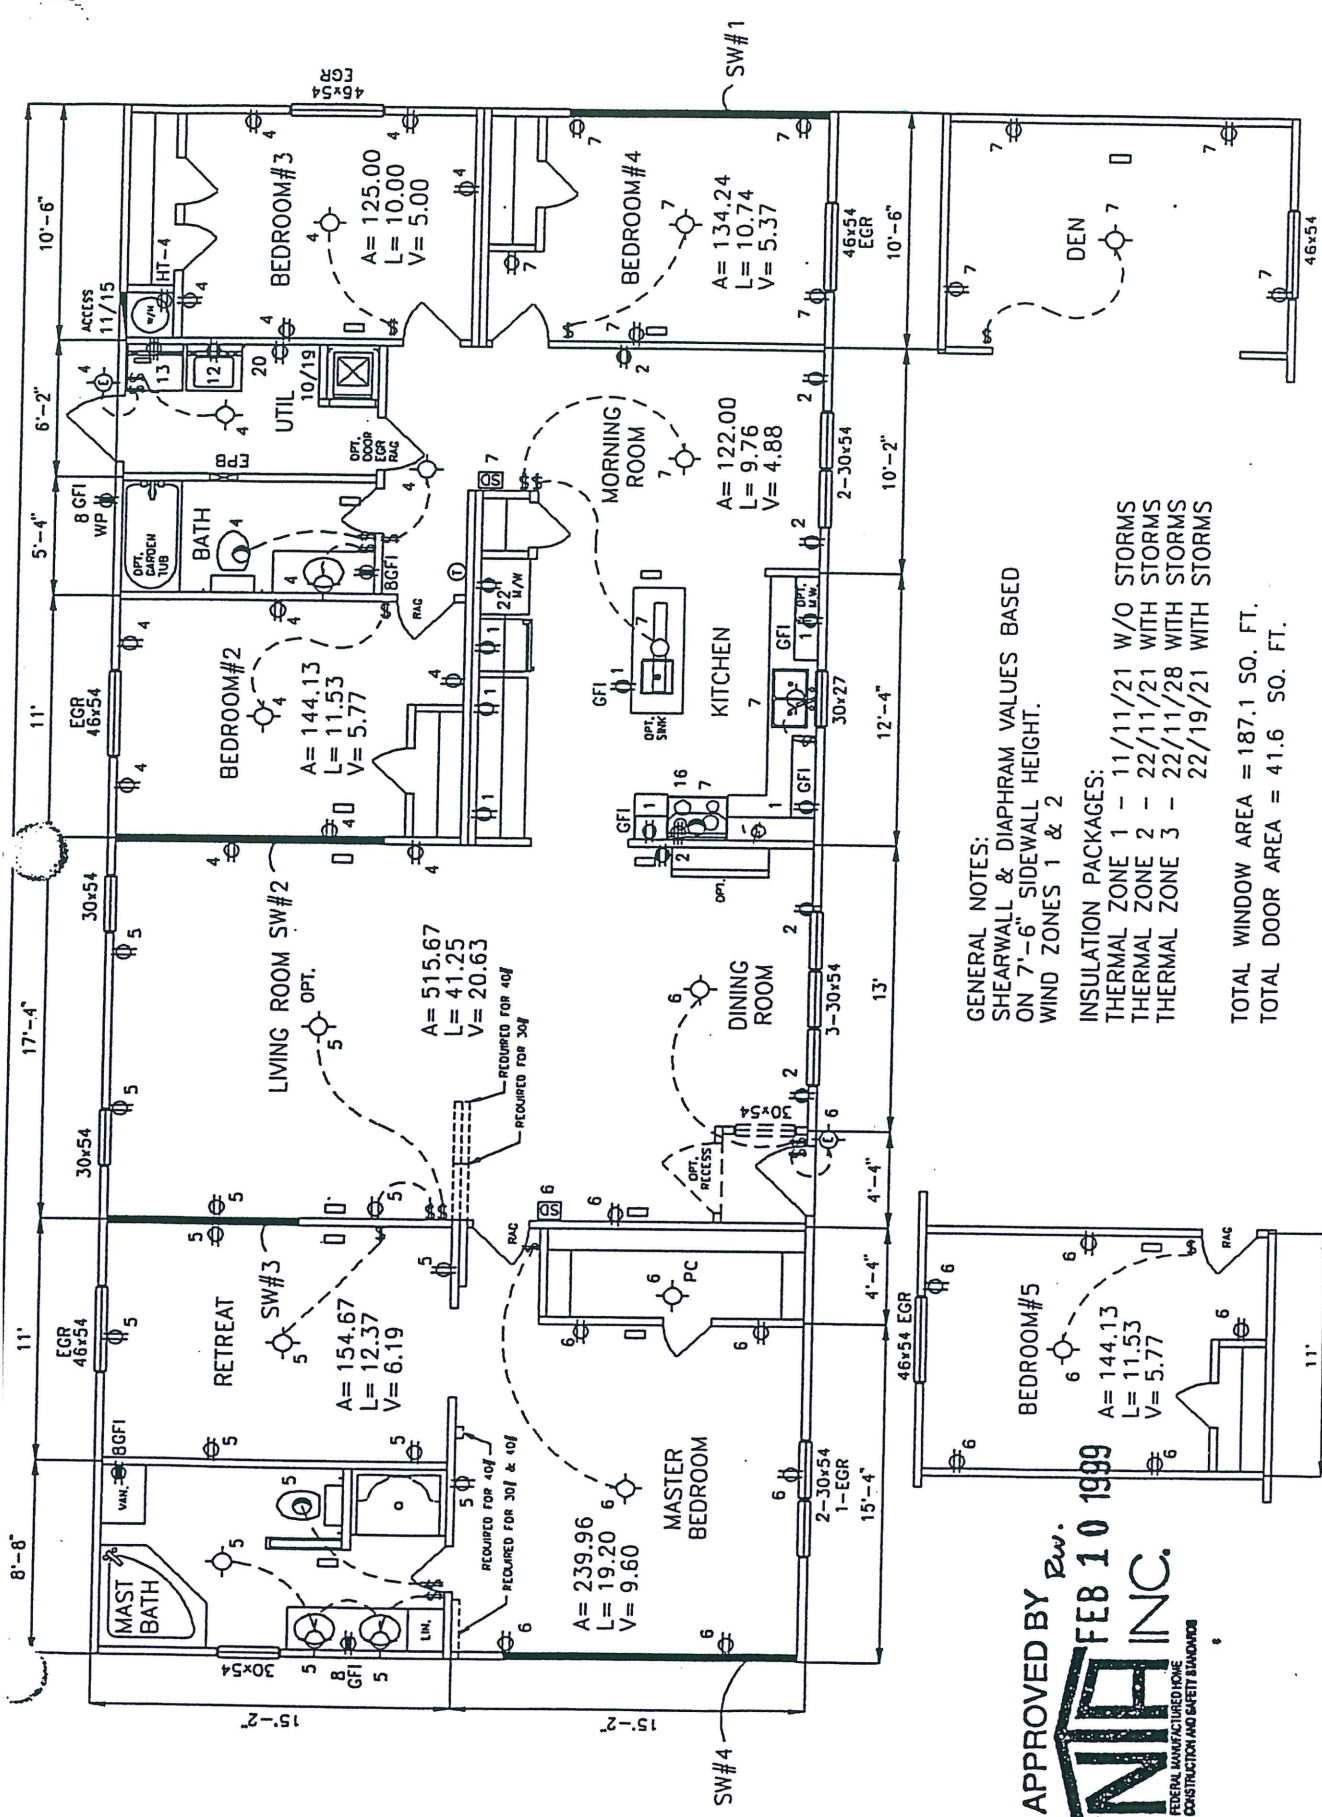 8'-8"
11'
17'-4"
11'
5'-4"
6'-2"
10'-6"
EGR
46x54
30x54
30x54
EGR
46x54
8 GFI
WP
ACCESS
11/15
HT-4
W/H
46x54
EGR
MAST
BATH
VAN.
8GFI
LIN.
30x54
8
GFI
RETREAT
A= 154.67
L= 12.37
V= 6.19
SW#3
LIVING ROOM
OPT.
SW#2
A= 515.67
L= 41.25
V= 20.63
REQUIRED FOR 40#
REQUIRED FOR 30#
BEDROOM#2
A= 144.13
L= 11.53
V= 5.77
RAG
OPT.
GARDEN
TUB
BATH
8GFI
EPB
UTIL
13
12
20
10/19
OPT.
DOOR
EGR
RAG
BEDROOM#3
A= 125.00
L= 10.00
V= 5.00
15'-2"
15'-2"
REQUIRED FOR 40#
REQUIRED FOR 30# & 40#
MASTER
BEDROOM
A= 239.96
L= 19.20
V= 9.60
RAG
SD 6
PC
OPT.
RECESS
30x54
DINING
ROOM
OPT.
GFI
16
7
KITCHEN
OPT.
SINK
GFI
GFI
GFI
OPT.
M.W.
22
M/W
T
SD 7
MORNING
ROOM
A= 122.00
L= 9.76
V= 4.88
BEDROOM#4
A= 134.24
L= 10.74
V= 5.37
SW#1
SW#4
2-30x54
1-EGR
15'-4"
4'-4"
4'-4"
3-30x54
13'
30x27
12'-4"
2-30x54
10'-2"
46x54
EGR
10'-6"
46x54 EGR
BEDROOM#5
A= 144.13
L= 11.53
V= 5.77
RAG
11'
DEN
46x54
GENERAL NOTES:
SHEARWALL & DIAPHRAM VALUES BASED
ON 7'-6" SIDEWALL HEIGHT.
WIND ZONES 1 & 2
INSULATION PACKAGES:
THERMAL ZONE 1 - 11/11/21 W/O STORMS
THERMAL ZONE 2 - 22/11/21 WITH STORMS
THERMAL ZONE 3 - 22/11/28 WITH STORMS
22/19/21 WITH STORMS
TOTAL WINDOW AREA = 187.1 SQ. FT.
TOTAL DOOR AREA = 41.6 SQ. FT.
APPROVED BY
FEB 10 1999
INC.
FEDERAL MANUFACTURED HOME
CONSTRUCTION AND SAFETY STANDARDS